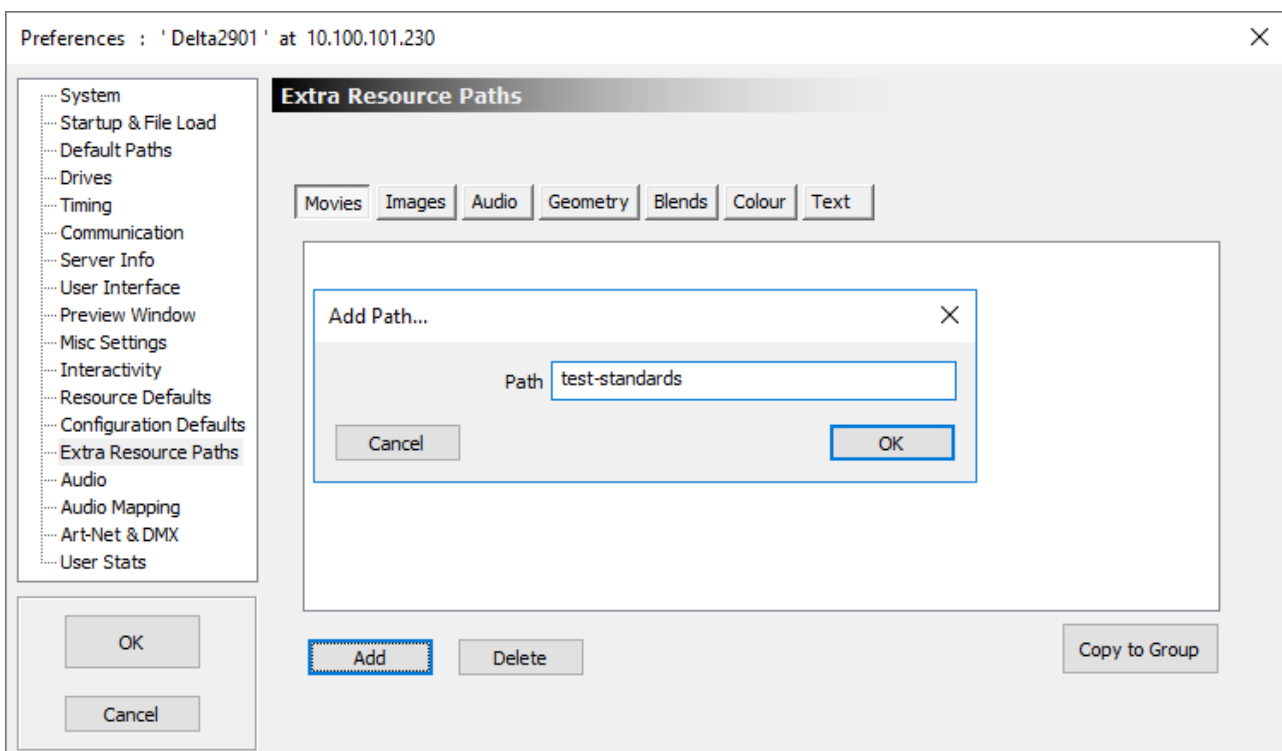 Preferences : ' Delta2901 ' at 10.100.101.230
System
Startup & File Load
Default Paths
Drives
Timing
Communication
Server Info
User Interface
Preview Window
Misc Settings
Interactivity
Resource Defaults
Configuration Defaults
Extra Resource Paths
Audio
Audio Mapping
Art-Net & DMX
User Stats
OK
Cancel
Extra Resource Paths
Movies Images Audio Geometry Blends Colour Text
Add Path...
Path test-standards
Cancel OK
Add Delete Copy to Group